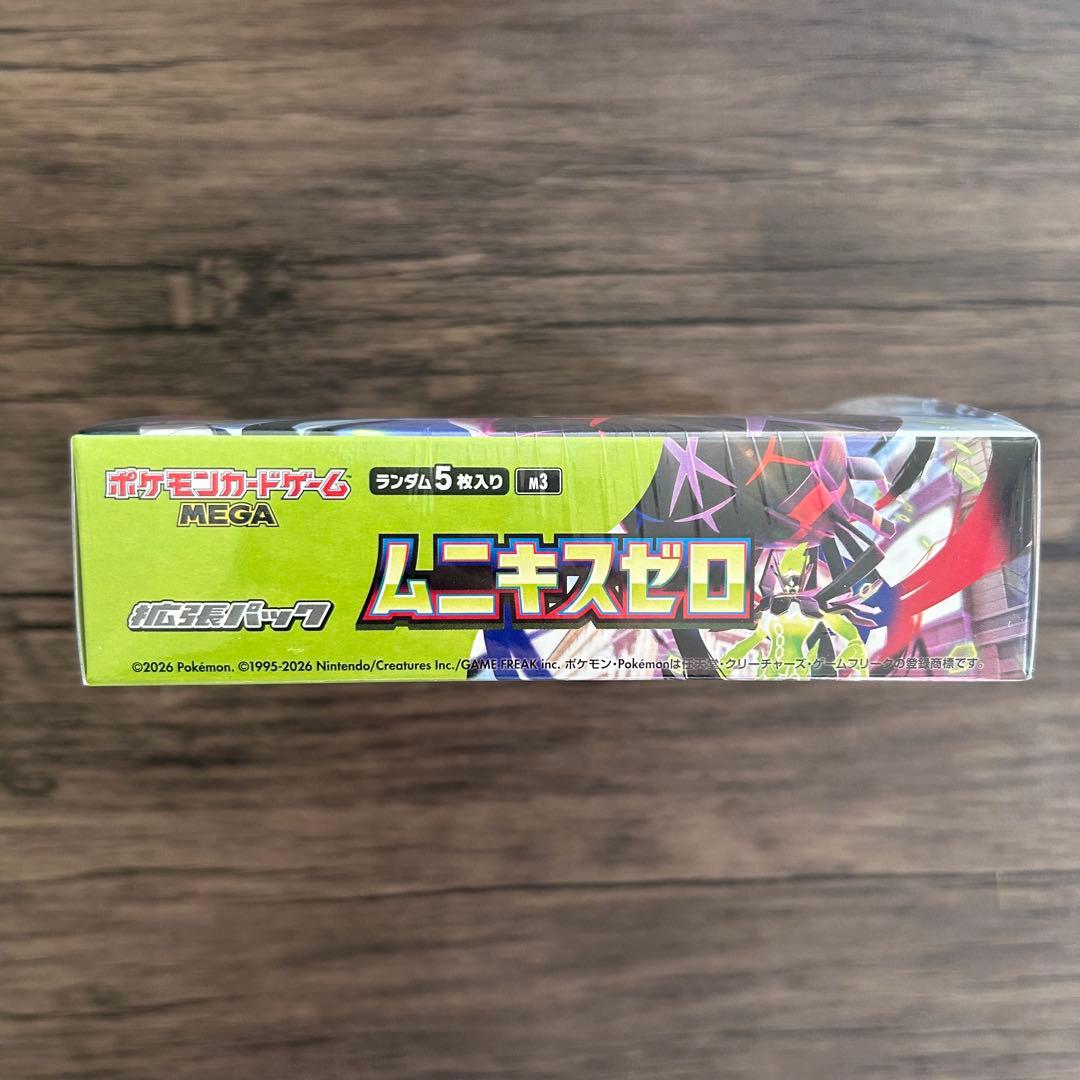 ポケモンカードゲーム
MEGA
ランダム5枚入り
M3
ムニキスゼロ
拡張パック
©2026 Pokémon. ©1995-2026 Nintendo/Creatures Inc./GAME FREAK inc. ポケモン・Pokémonは任天堂・クリーチャーズ・ゲームフリークの登録商標です。